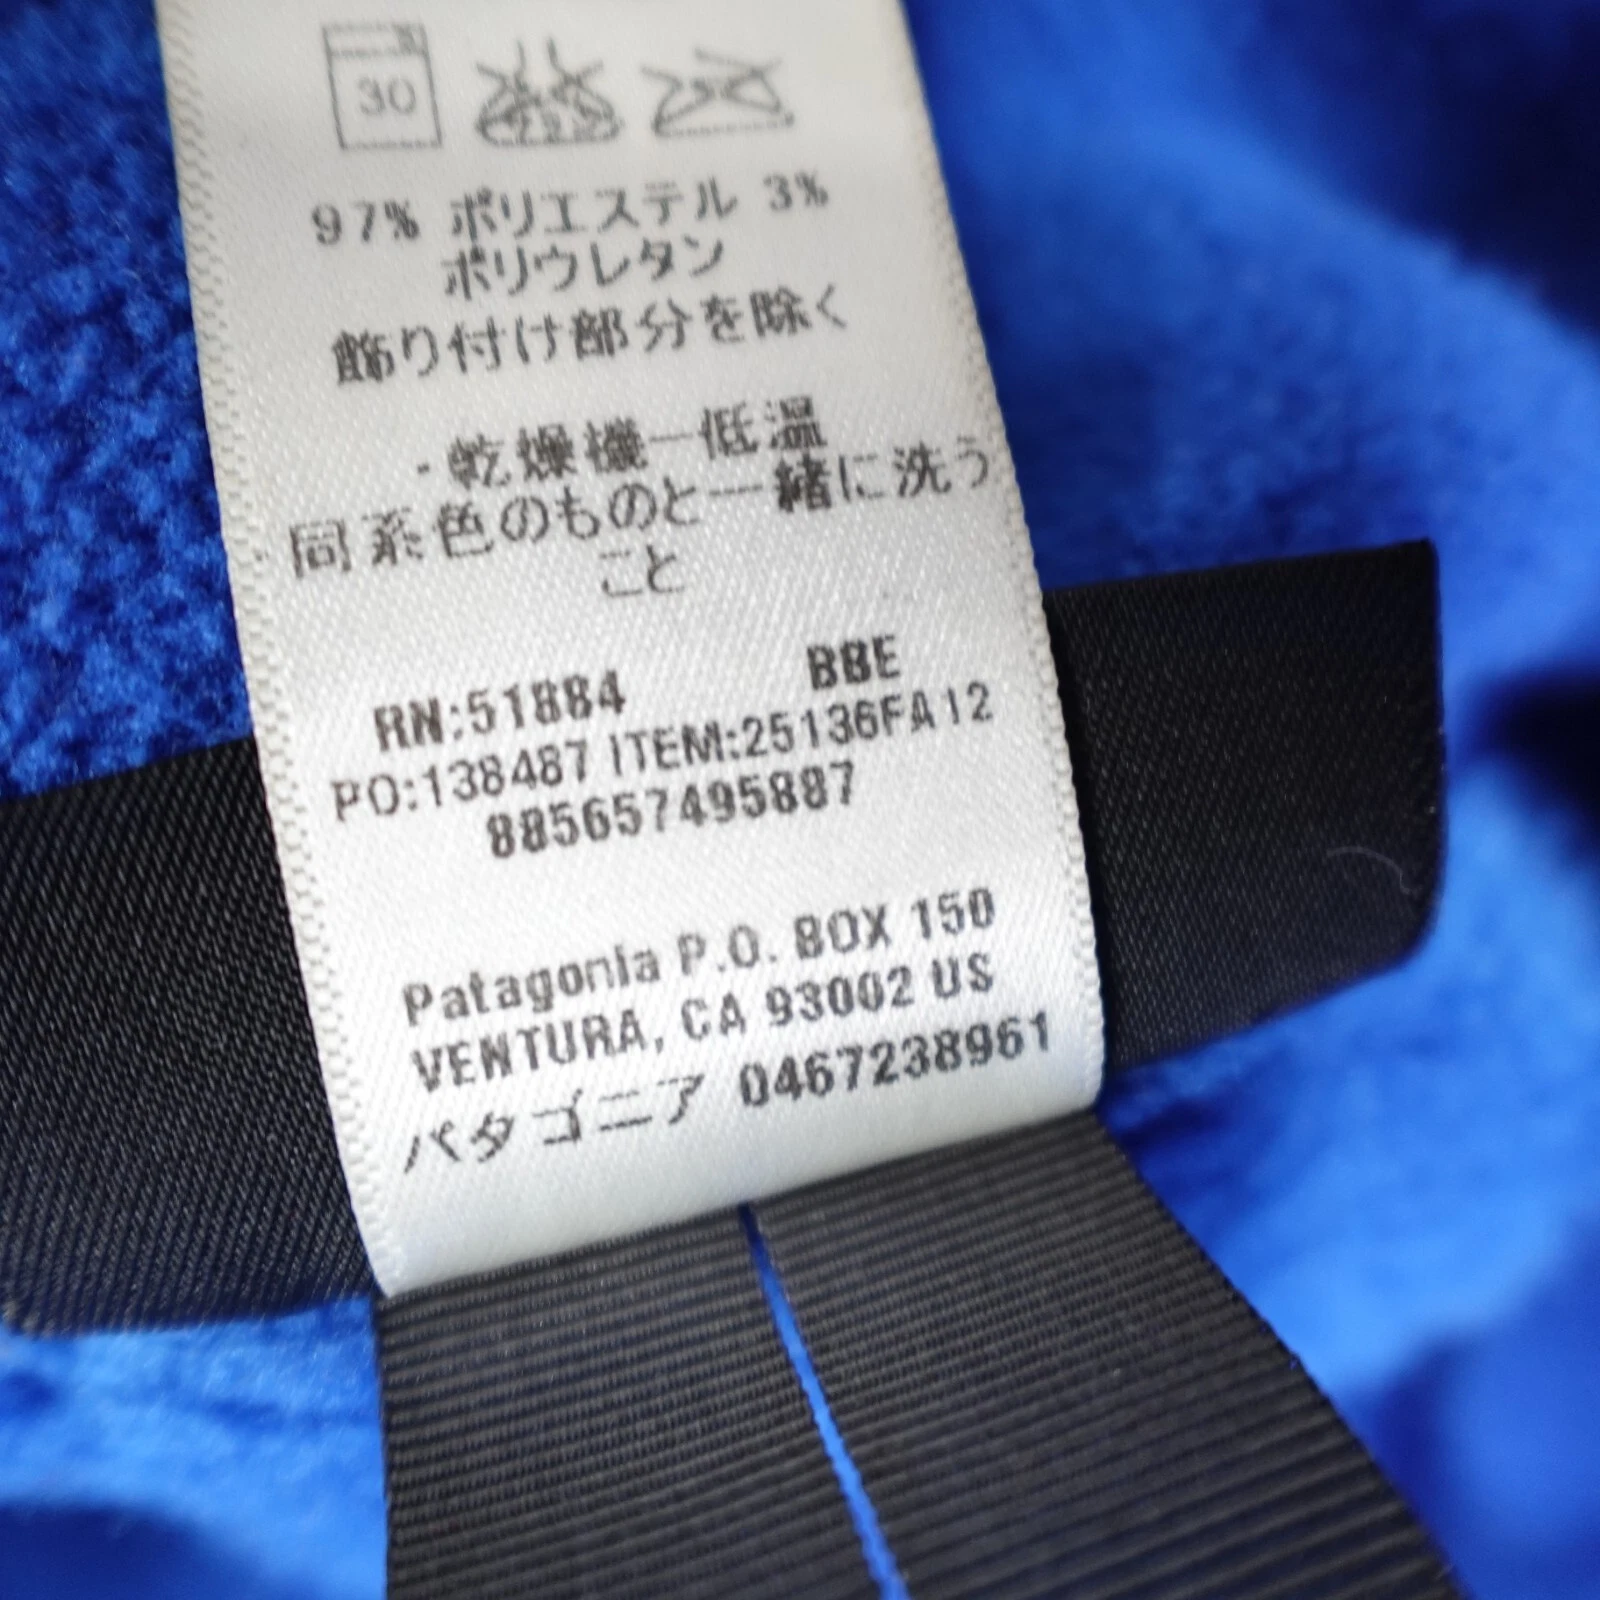 30
97% ポリエステル 3%
ポリウレタン
飾り付け部分を除く
・乾燥機ー低温
同系色のものと一緒に洗う
こと
RN:51884 BBE
PO:138487 ITEM:25136FA12
885657495887
Patagonia P.O. BOX 150
VENTURA, CA 93002 US
パタゴニア 0467238961